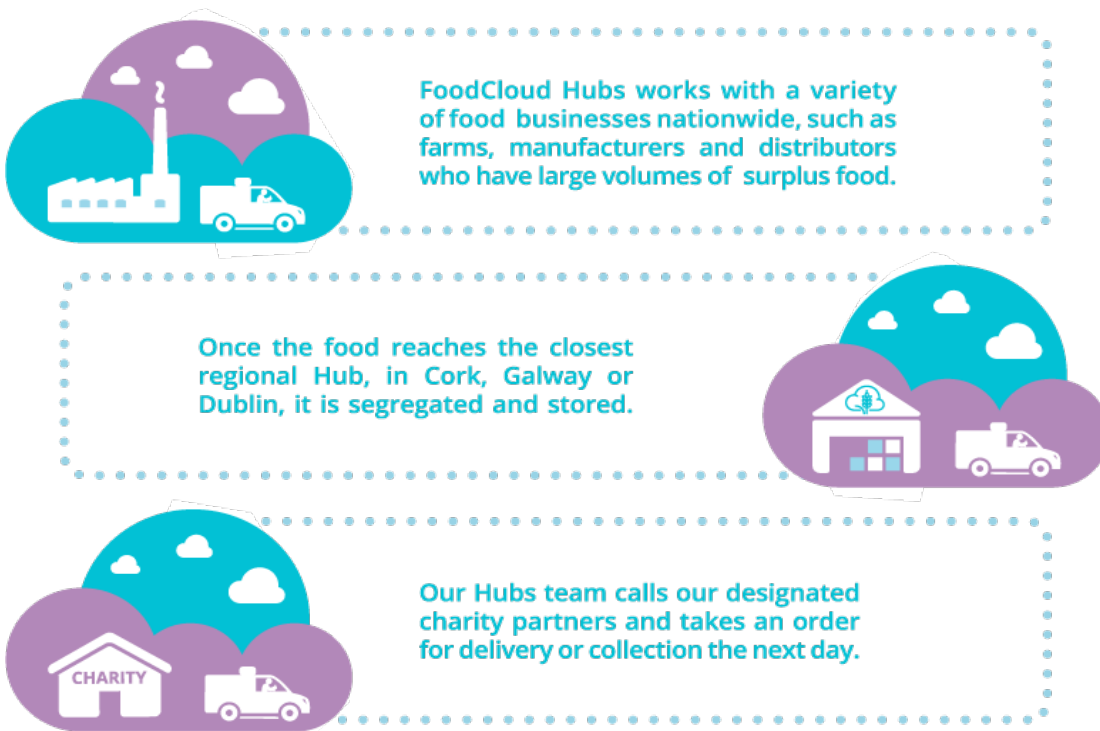 FoodCloud Hubs works with a variety
of food businesses nationwide, such as
farms, manufacturers and distributors
who have large volumes of surplus food.
Once the food reaches the closest
regional Hub, in Cork, Galway or
Dublin, it is segregated and stored.
Our Hubs team calls our designated
charity partners and takes an order
for delivery or collection the next day.
CHARITY